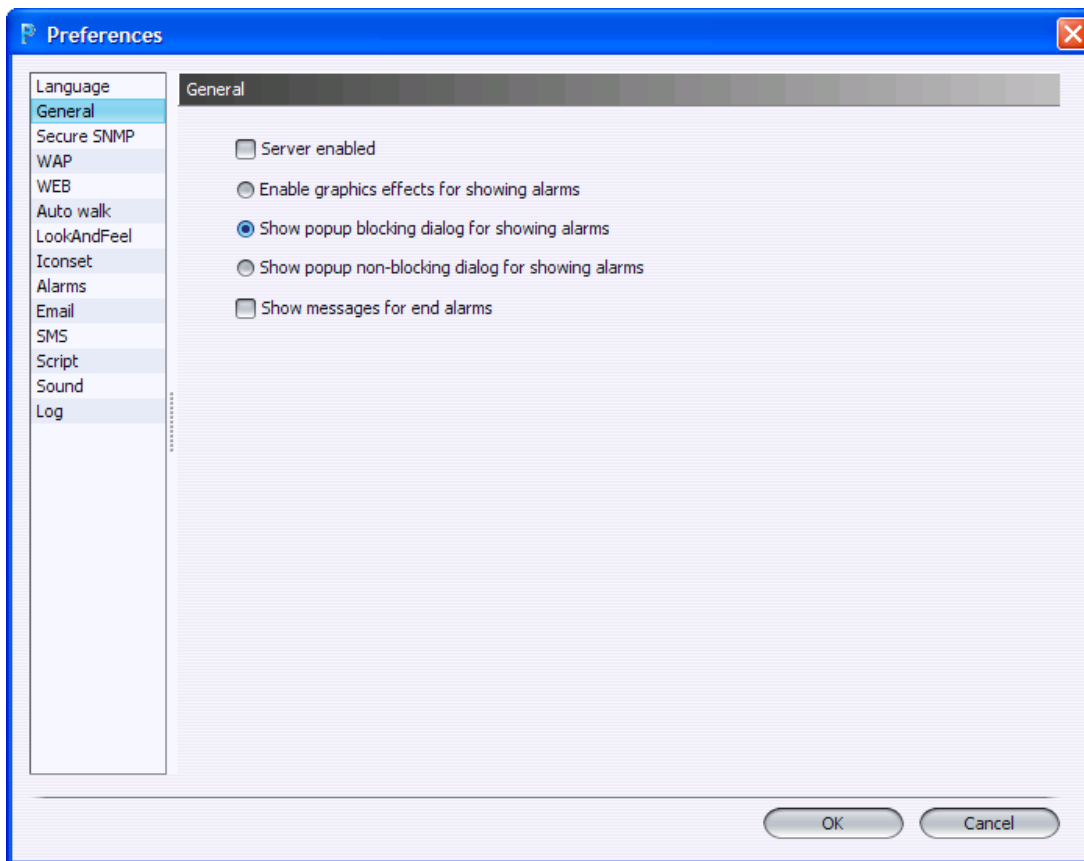 Preferences
Language
General
Secure SNMP
WAP
WEB
Auto walk
LookAndFeel
Iconset
Alarms
Email
SMS
Script
Sound
Log
General
Server enabled
Enable graphics effects for showing alarms
Show popup blocking dialog for showing alarms
Show popup non-blocking dialog for showing alarms
Show messages for end alarms
OK
Cancel